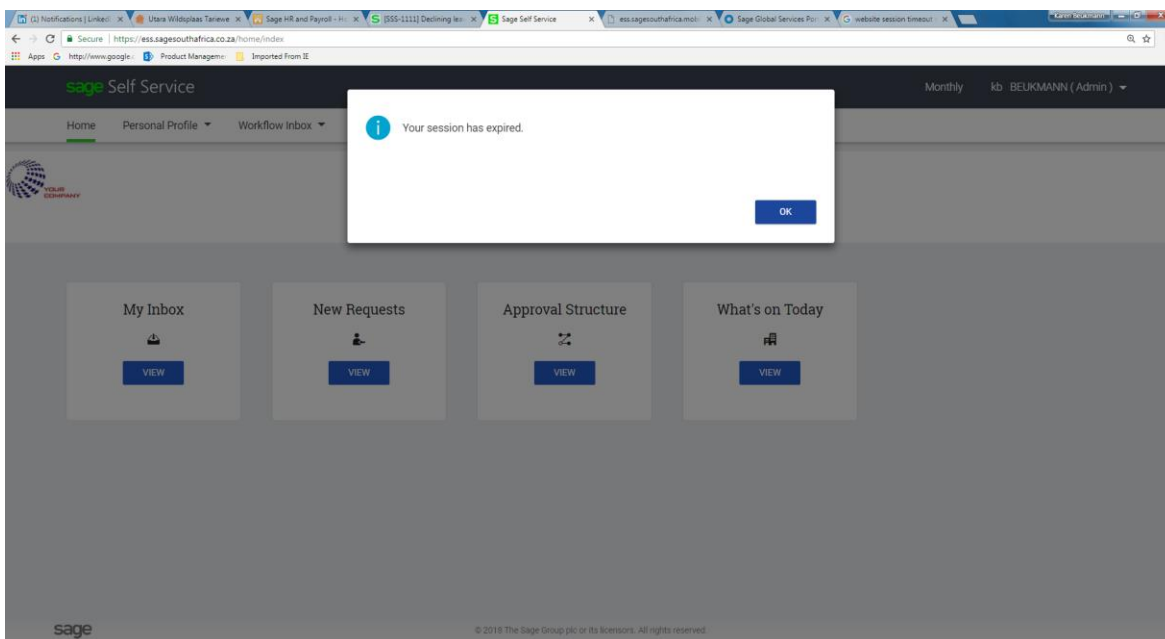 (1) Notifications | LinkedI
Utara Wildsplaas Tariewe
Sage HR and Payroll - Ho
[SSS-1111] Declining lea
Sage Self Service
ess.sagesouthafrica.mobi
Sage Global Services Por
website session timeout
Karen Beukmann
Secure | https://ess.sagesouthafrica.co.za/home/index
Apps http://www.google.c Product Manageme Imported From IE
sage Self Service Monthly kb BEUKMANN ( Admin )
Home Personal Profile Workflow Inbox
Your session has expired.
YOUR
COMPANY
OK
My Inbox New Requests Approval Structure What's on Today
VIEW VIEW VIEW VIEW
sage © 2018 The Sage Group plc or its licensors. All rights reserved.